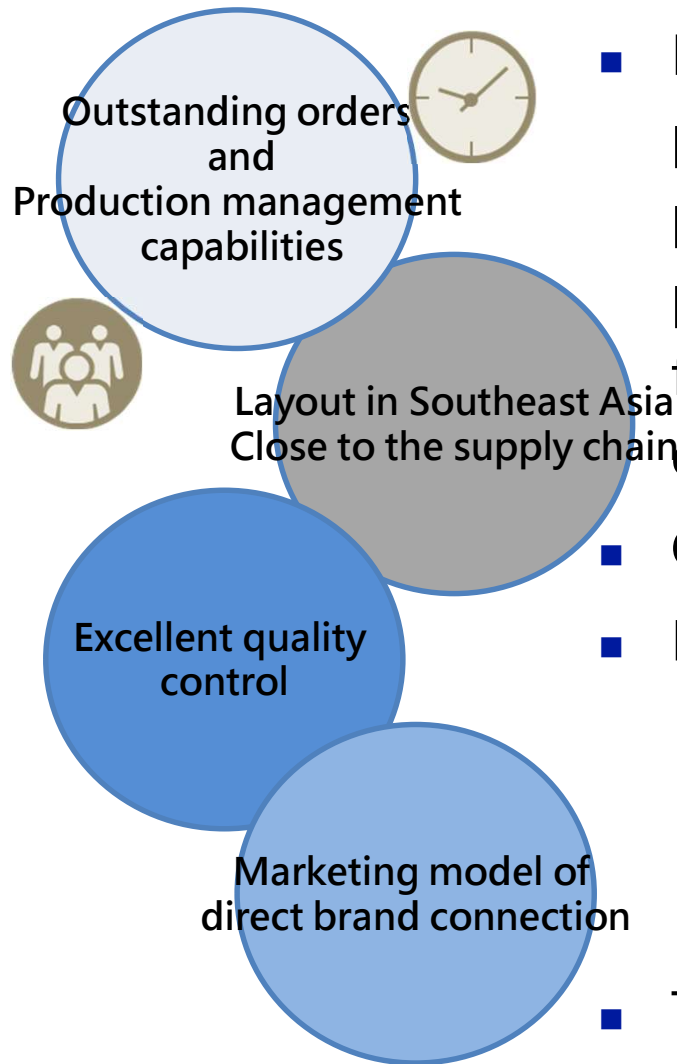 Outstanding orders
and
Production management
capabilities
Layout in Southeast Asia
Close to the supply chain
Excellent quality
control
Marketing model of
direct brand connection